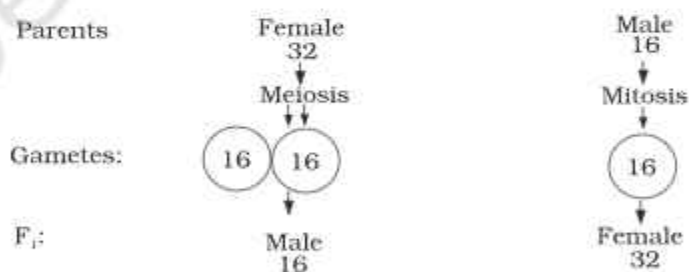 Parents Female Male
32 16
Meiosis Mitosis
Gametes: 16 16 16
F₁: Male Female
16 32